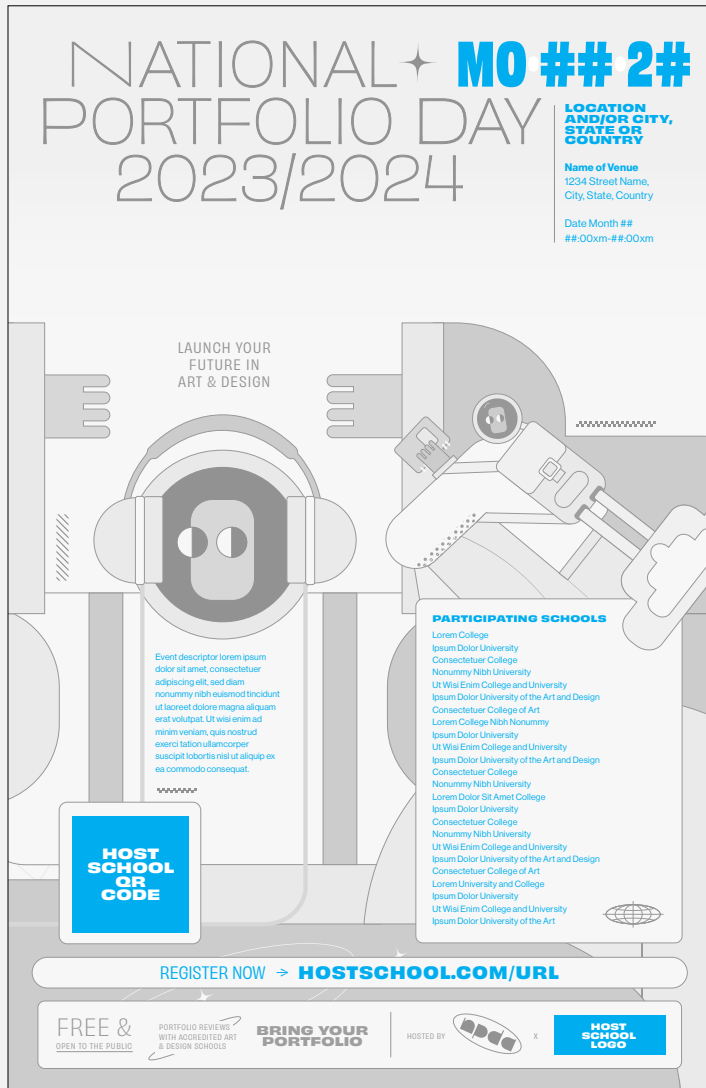 NATIONAL
PORTFOLIO DAY
2023/2024
MO ## 2#
LOCATION
AND/OR CITY,
STATE OR
COUNTRY
Name of Venue
1234 Street Name,
City, State, Country
Date Month ##
##:00xm-##:00xm
LAUNCH YOUR
FUTURE IN
ART & DESIGN
Event descriptor lorem ipsum
dolor sit amet, consectetuer
adipiscing elit, sed diam
nonummy nibh euismod tincidunt
ut laoreet dolore magna aliquam
erat volutpat. Ut wisi enim ad
minim veniam, quis nostrud
exerci tation ullamcorper
suscipit lobortis nisl ut aliquip ex
ea commodo consequat.
HOST
SCHOOL
QR
CODE
PARTICIPATING SCHOOLS
Lorem College
Ipsum Dolor University
Consectetuer College
Nonummy Nibh University
Ut Wisi Enim College and University
Ipsum Dolor University of the Art and Design
Consectetuer College of Art
Lorem College Nibh Nonummy
Ipsum Dolor University
Ut Wisi Enim College and University
Ipsum Dolor University of the Art and Design
Consectetuer College
Nonummy Nibh University
Lorem Dolor Sit Amet College
Ipsum Dolor University
Consectetuer College
Nonummy Nibh University
Ut Wisi Enim College and University
Ipsum Dolor University of the Art and Design
Consectetuer College of Art
Lorem University and College
Ipsum Dolor University
Ut Wisi Enim College and University
Ipsum Dolor University of the Art
REGISTER NOW → HOSTSCHOOL.COM/URL
FREE &
OPEN TO THE PUBLIC
PORTFOLIO REVIEWS
WITH ACCREDITED ART
& DESIGN SCHOOLS
BRING YOUR
PORTFOLIO
HOSTED BY
X
HOST
SCHOOL
LOGO